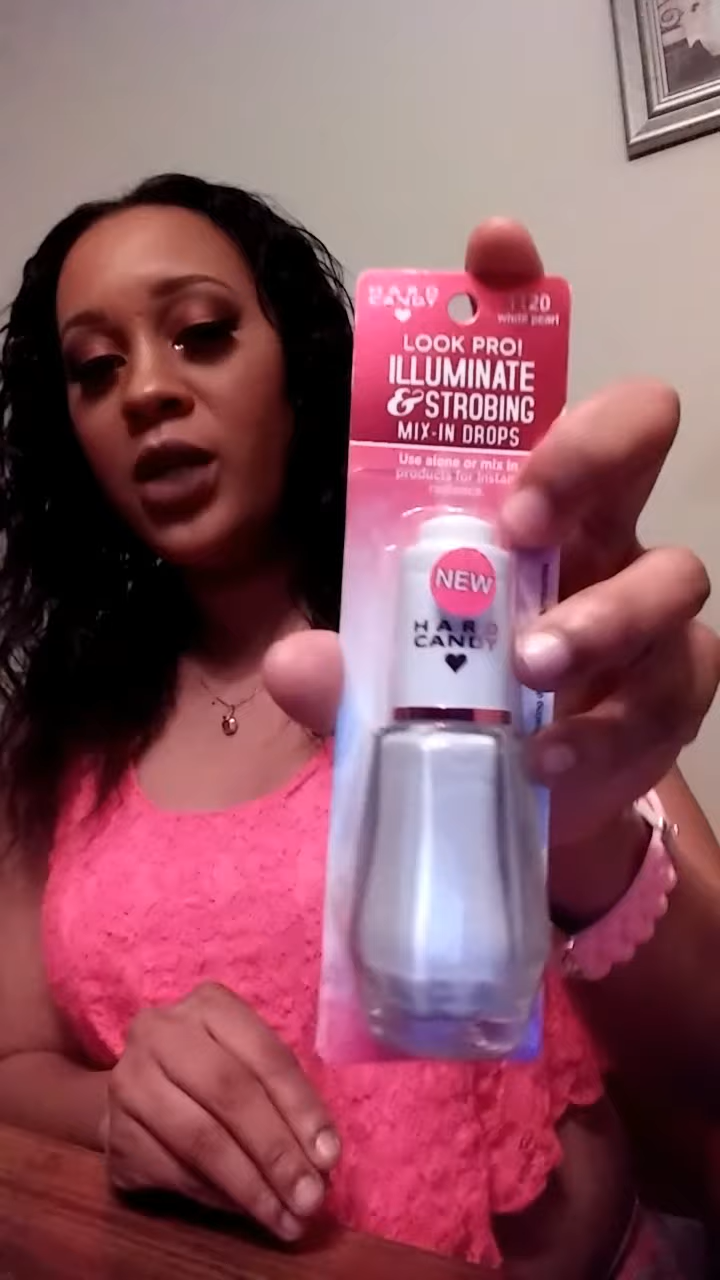 HARD
CANDY
1120
white pearl
LOOK PRO!
ILLUMINATE
& STROBING
MIX-IN DROPS
Use alone or mix in
products for instant
radiance.
NEW
HARD
CANDY